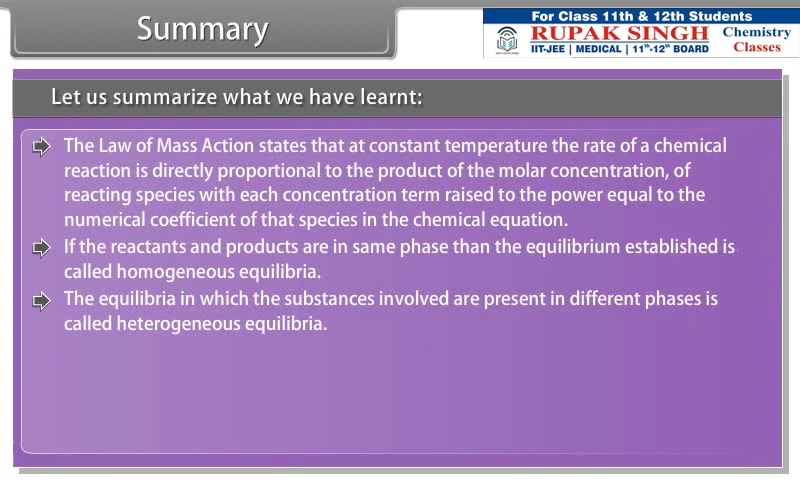 Summary
For Class 11th & 12th Students
RUPAK SINGH
Chemistry
Classes
IIT-JEE | MEDICAL | 11th-12th BOARD
Let us summarize what we have learnt:
The Law of Mass Action states that at constant temperature the rate of a chemical
reaction is directly proportional to the product of the molar concentration, of
reacting species with each concentration term raised to the power equal to the
numerical coefficient of that species in the chemical equation.
If the reactants and products are in same phase than the equilibrium established is
called homogeneous equilibria.
The equilibria in which the substances involved are present in different phases is
called heterogeneous equilibria.